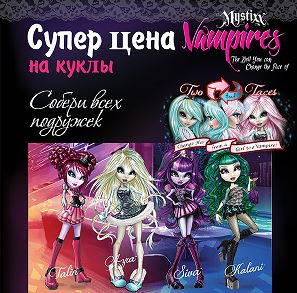 Супер цена
на куклы
Mystixx
Vampires
The Doll You can
Change the Face of
Собери всех
подружек
Two Faces
Talin
Azra
Siva
Kalani